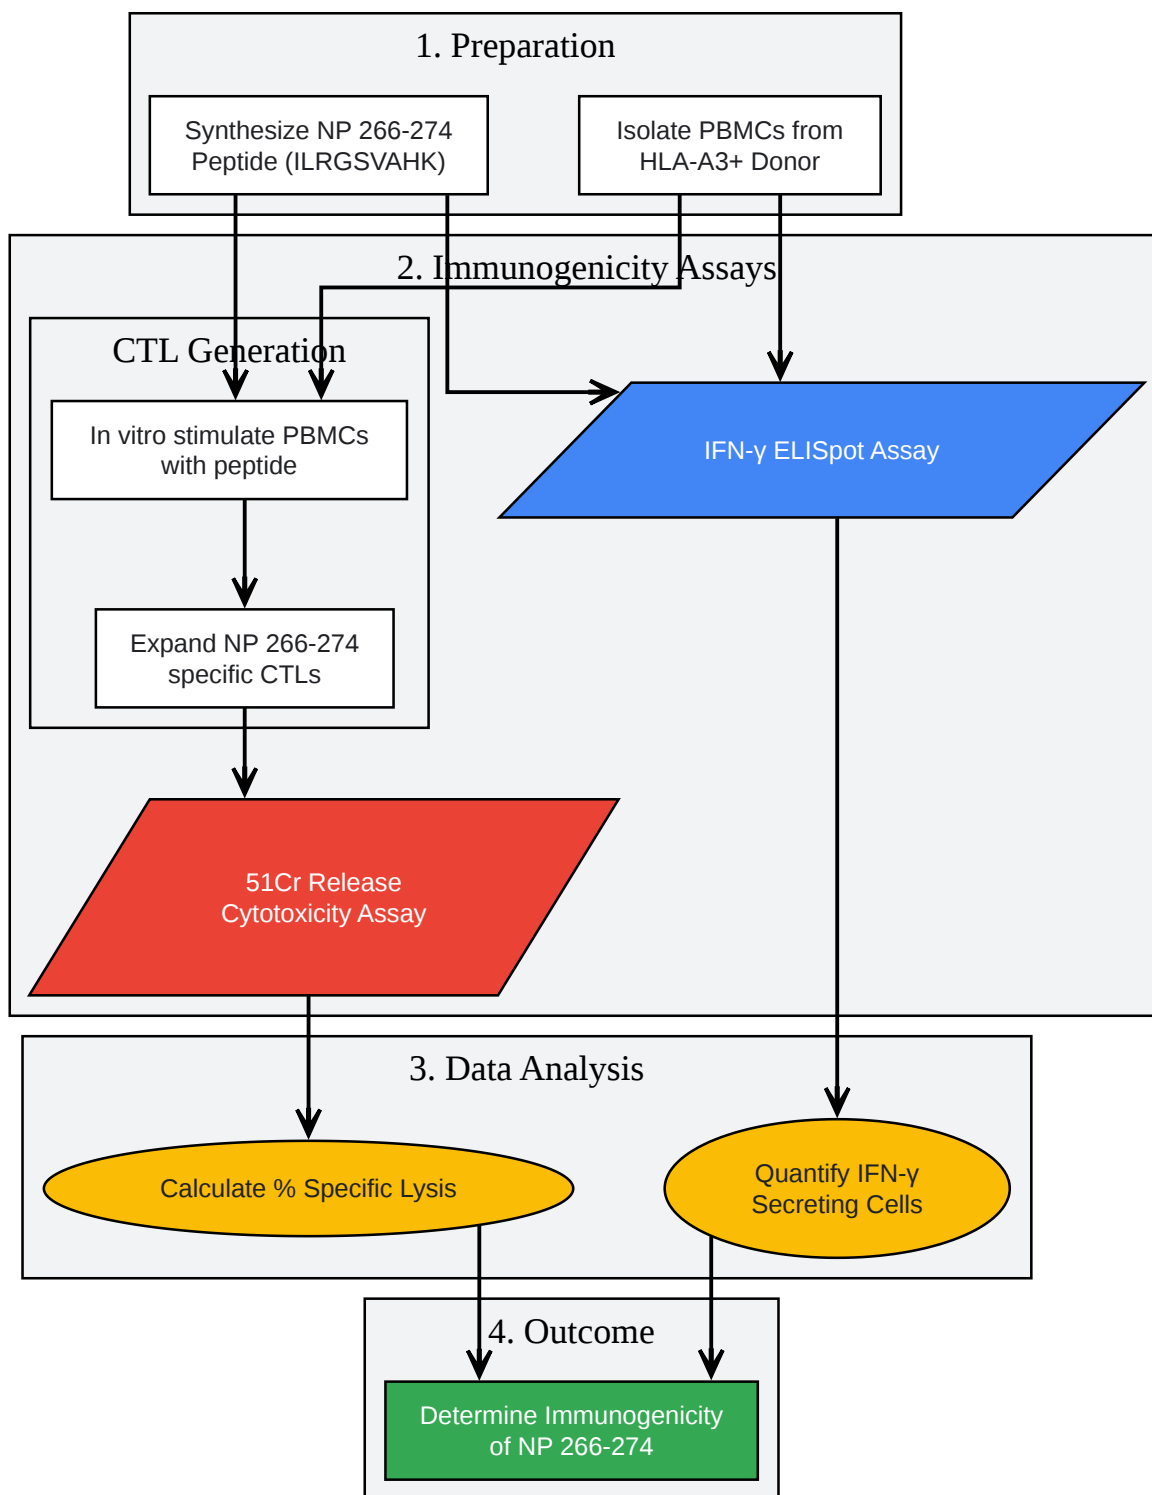 1. Preparation
Synthesize NP 266-274
Peptide (ILRGSVAHK)
Isolate PBMCs from
HLA-A3+ Donor
2. Immunogenicity Assays
CTL Generation
In vitro stimulate PBMCs
with peptide
IFN-γ ELISpot Assay
Expand NP 266-274
specific CTLs
51Cr Release
Cytotoxicity Assay
3. Data Analysis
Calculate % Specific Lysis
Quantify IFN-γ
Secreting Cells
4. Outcome
Determine Immunogenicity
of NP 266-274